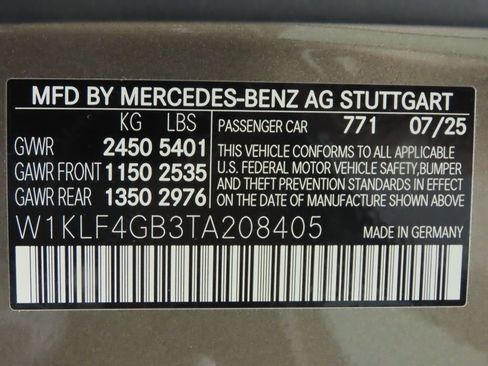 MFD BY MERCEDES-BENZ AG STUTTGART
KG LBS PASSENGER CAR 771 07/25
GVWR 2450 5401 THIS VEHICLE CONFORMS TO ALL APPLICABLE
GAWR FRONT 1150 2535 U.S. FEDERAL MOTOR VEHICLE SAFETY,BUMPER
AND THEFT PREVENTION STANDARDS IN EFFECT
GAWR REAR 1350 2976 ON THE DATE OF MANUFACTURE SHOWN ABOVE
W1KLF4GB3TA208405 MADE IN GERMANY